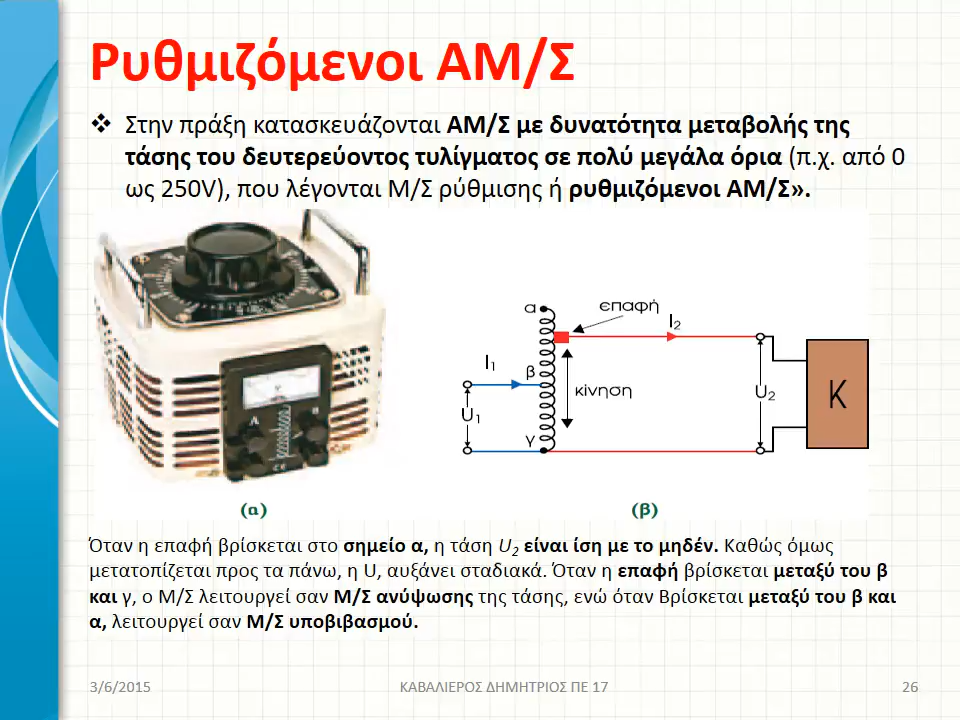 Ρυθμιζόμενοι ΑΜ/Σ
❖ Στην πράξη κατασκευάζονται ΑΜ/Σ με δυνατότητα μεταβολής της
τάσης του δευτερεύοντος τυλίγματος σε πολύ μεγάλα όρια (π.χ. από 0
ως 250V), που λέγονται Μ/Σ ρύθμισης ή ρυθμιζόμενοι ΑΜ/Σ».
α
επαφή
I2
I1
β
κίνηση
U1
U2
K
γ
(α)
(β)
Όταν η επαφή βρίσκεται στο σημείο α, η τάση U2 είναι ίση με το μηδέν. Καθώς όμως
μετατοπίζεται προς τα πάνω, η U, αυξάνει σταδιακά. Όταν η επαφή βρίσκεται μεταξύ του β
και γ, ο Μ/Σ λειτουργεί σαν Μ/Σ ανύψωσης της τάσης, ενώ όταν Βρίσκεται μεταξύ του β και
α, λειτουργεί σαν Μ/Σ υποβιβασμού.
3/6/2015
ΚΑΒΑΛΙΕΡΟΣ ΔΗΜΗΤΡΙΟΣ ΠΕ 17
26